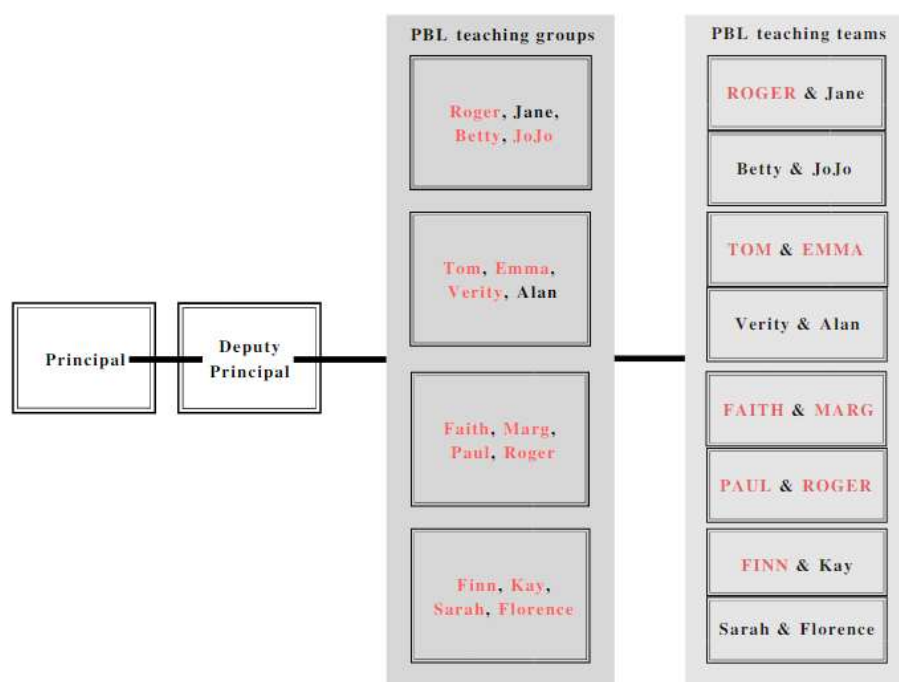 Principal
Deputy
Principal
PBL teaching groups
Roger, Jane,
Betty, JoJo
Tom, Emma,
Verity, Alan
Faith, Marg,
Paul, Roger
Finn, Kay,
Sarah, Florence
PBL teaching teams
ROGER & Jane
Betty & JoJo
TOM & EMMA
Verity & Alan
FAITH & MARG
PAUL & ROGER
FINN & Kay
Sarah & Florence